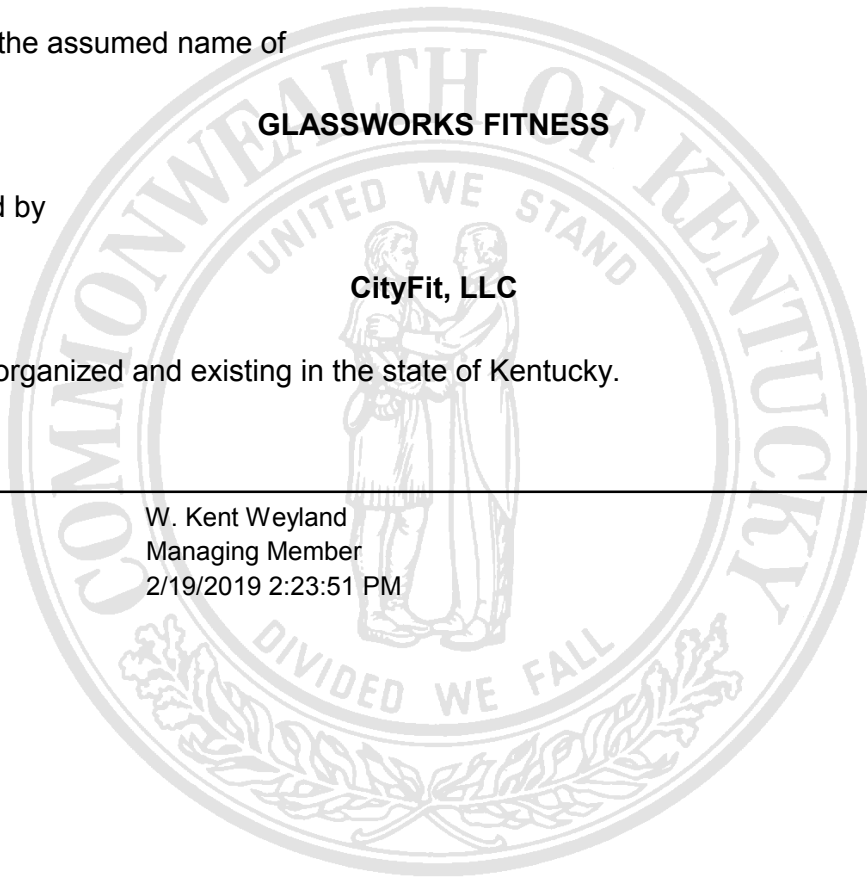 the assumed name of
GLASSWORKS FITNESS
d by
CityFit, LLC
organized and existing in the state of Kentucky.
W. Kent Weyland
Managing Member
2/19/2019 2:23:51 PM
COMMONWEALTH OF KENTUCKY
UNITED WE STAND
DIVIDED WE FALL